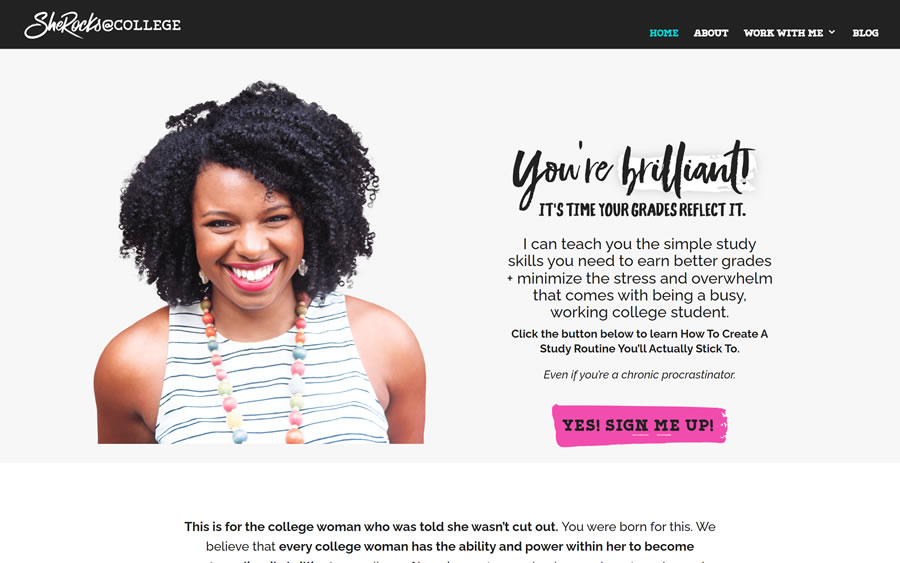 SheRocks@COLLEGE
HOME ABOUT WORK WITH ME BLOG
You're brilliant!
IT'S TIME YOUR GRADES REFLECT IT.
I can teach you the simple study
skills you need to earn better grades
+ minimize the stress and overwhelm
that comes with being a busy,
working college student.
Click the button below to learn How To Create A
Study Routine You'll Actually Stick To.
Even if you're a chronic procrastinator.
YES! SIGN ME UP!
This is for the college woman who was told she wasn't cut out. You were born for this. We
believe that every college woman has the ability and power within her to become